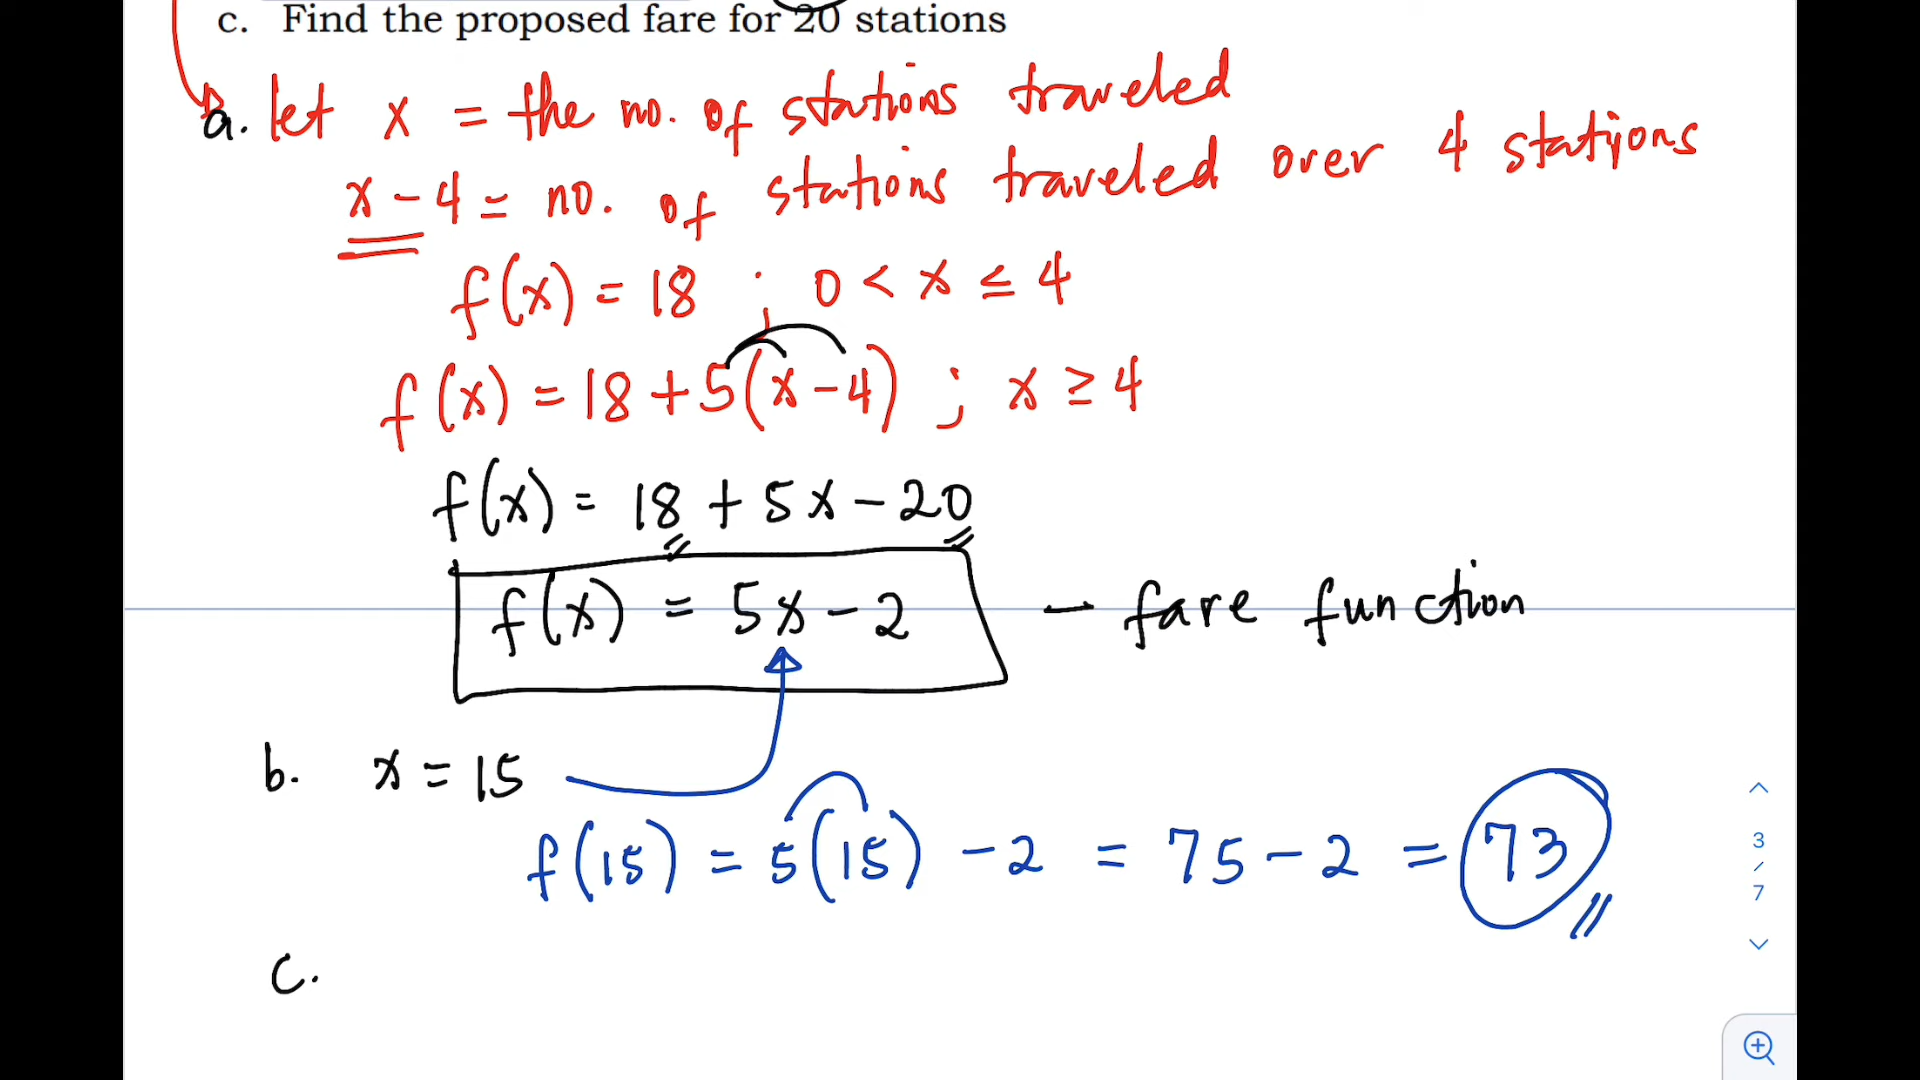 c. Find the proposed fare for 20 stations
a. let x = the no. of stations traveled
x - 4 = no. of stations traveled over 4 stations
f(x) = 18 ; 0 < x ≤ 4
f(x) = 18 + 5(x - 4) ; x ≥ 4
f(x) = 18 + 5x - 20
f(x) = 5x - 2 — fare function
b. x = 15
f(15) = 5(15) - 2 = 75 - 2 = 73
c.
3
/
7